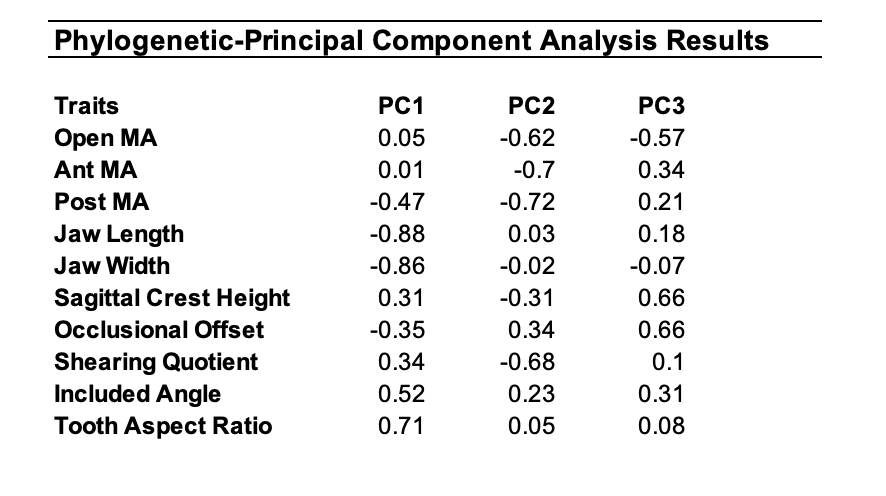 Phylogenetic-Principal Component Analysis Results
Traits PC1 PC2 PC3
Open MA 0.05 -0.62 -0.57
Ant MA 0.01 -0.7 0.34
Post MA -0.47 -0.72 0.21
Jaw Length -0.88 0.03 0.18
Jaw Width -0.86 -0.02 -0.07
Sagittal Crest Height 0.31 -0.31 0.66
Occlusional Offset -0.35 0.34 0.66
Shearing Quotient 0.34 -0.68 0.1
Included Angle 0.52 0.23 0.31
Tooth Aspect Ratio 0.71 0.05 0.08